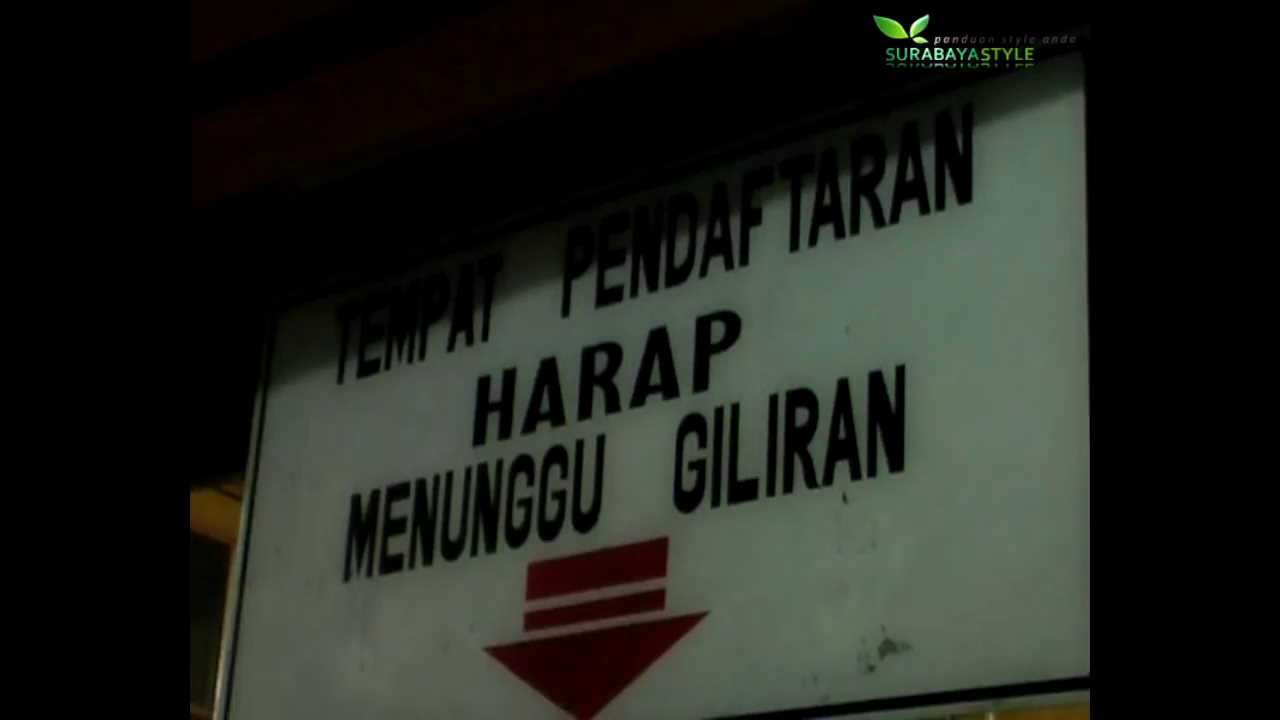 panduan style anda
SURABAYASTYLE
TEMPAT PENDAFTARAN
HARAP
MENUNGGU GILIRAN